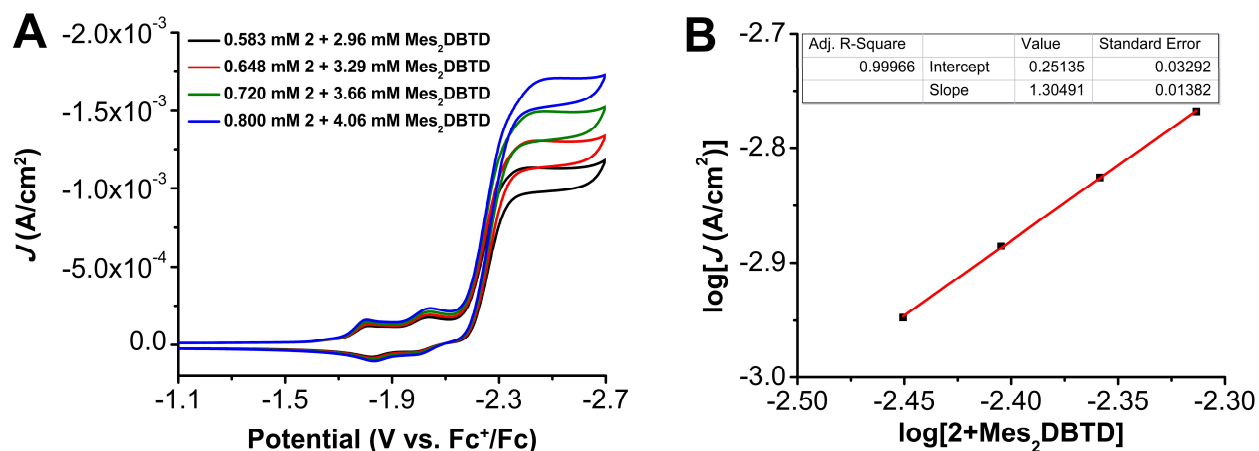 A
-2.0x10⁻³
-1.5x10⁻³
-1.0x10⁻³
-5.0x10⁻⁴
0.0
J (A/cm²)
0.583 mM 2 + 2.96 mM Mes₂DBTD
0.648 mM 2 + 3.29 mM Mes₂DBTD
0.720 mM 2 + 3.66 mM Mes₂DBTD
0.800 mM 2 + 4.06 mM Mes₂DBTD
-1.1 -1.5 -1.9 -2.3 -2.7
Potential (V vs. Fc⁺/Fc)
B
-2.7
-2.8
-2.9
-3.0
log[J (A/cm²)]
Adj. R-Square Value Standard Error
0.99966 Intercept 0.25135 0.03292
Slope 1.30491 0.01382
-2.50 -2.45 -2.40 -2.35 -2.30
log[2+Mes₂DBTD]